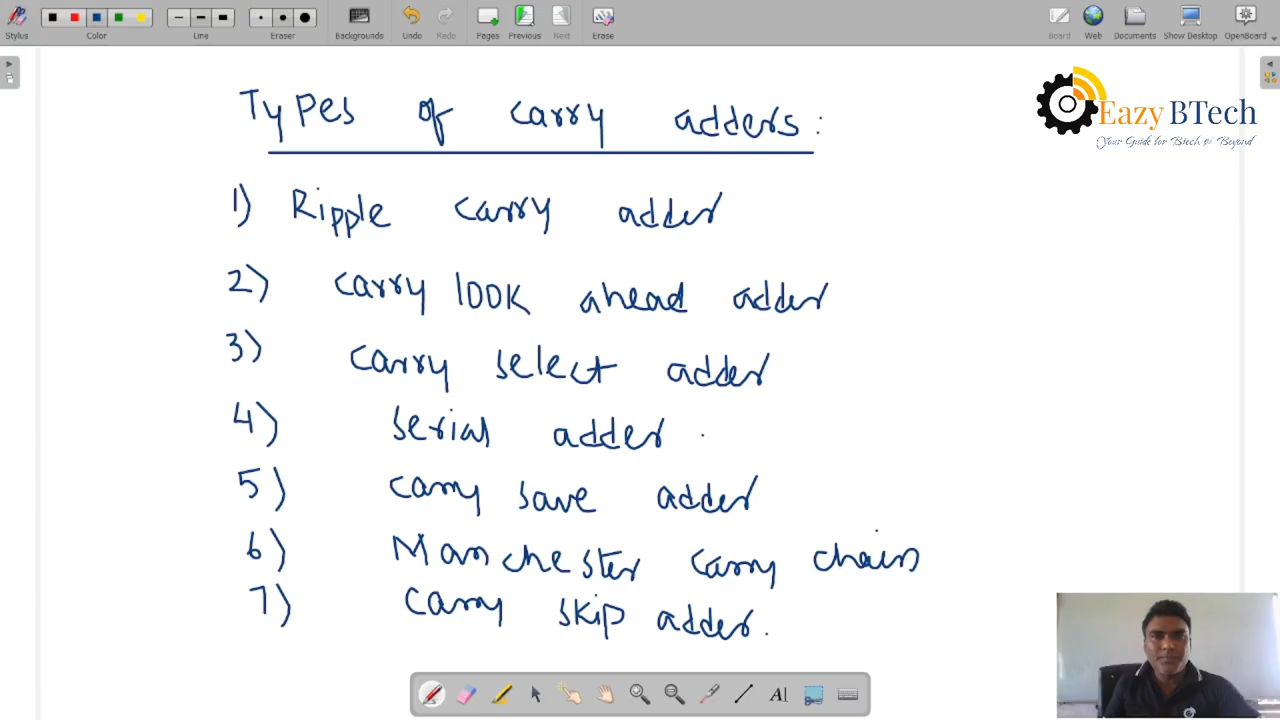 Stylus
Color
Line
Eraser
Backgrounds
Undo
Redo
Pages
Previous
Next
Erase
Board
Web
Documents
Show Desktop
OpenBoard
Eazy BTech
Your Guide for Btech & Beyond
Types of carry adders:
1) Ripple carry adder
2) carry look ahead adder
3) carry select adder
4) serial adder
5) carry save adder
6) Manchester carry chain
7) carry skip adder.
AI